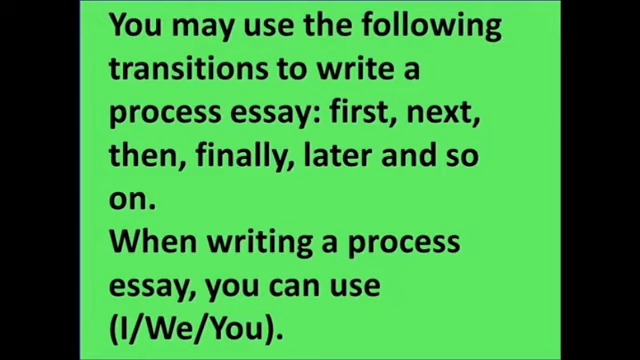 You may use the following
transitions to write a
process essay: first, next,
then, finally, later and so
on.
When writing a process
essay, you can use
(I/We/You).